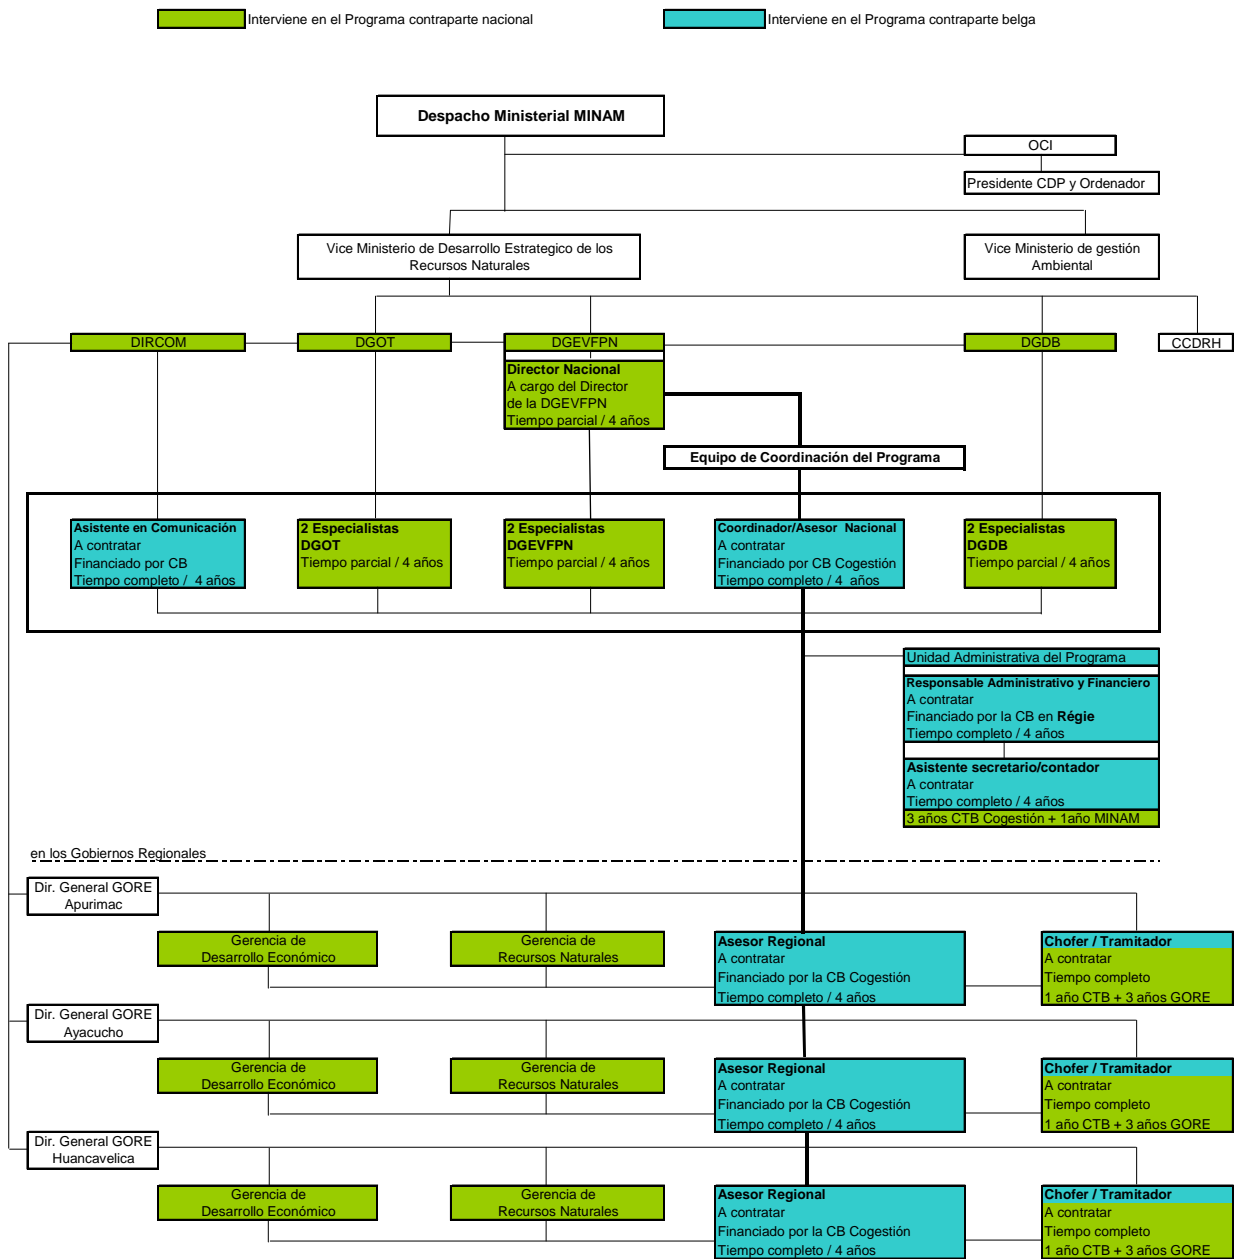 Interviene en el Programa contraparte nacional
Interviene en el Programa contraparte belga
Despacho Ministerial MINAM
OCI
Presidente CDP y Ordenador
Vice Ministerio de Desarrollo Estrategico de los
Recursos Naturales
Vice Ministerio de gestión
Ambiental
DIRCOM
DGOT
DGEVFPN
DGDB
CCDRH
Director Nacional
A cargo del Director
de la DGEVFPN
Tiempo parcial / 4 años
Equipo de Coordinación del Programa
Asistente en Comunicación
A contratar
Financiado por CB
Tiempo completo /  4 años
2 Especialistas
DGOT
Tiempo parcial / 4 años
2 Especialistas
DGEVFPN
Tiempo parcial / 4 años
Coordinador/Asesor  Nacional
A contratar
Financiado por CB Cogestión
Tiempo completo / 4  años
2 Especialistas
DGDB
Tiempo parcial / 4 años
Unidad Administrativa del Programa
Responsable Administrativo y Financiero
A contratar
Financiado por la CB en Régie
Tiempo completo / 4 años
Asistente secretario/contador
A contratar
Tiempo completo / 4 años
3 años CTB Cogestión + 1año MINAM
en los Gobiernos Regionales
Dir. General GORE
Apurimac
Gerencia de
Desarrollo Económico
Gerencia de
Recursos Naturales
Asesor Regional
A contratar
Financiado por la CB Cogestión
Tiempo completo / 4 años
Chofer / Tramitador
A contratar
Tiempo completo
1 año CTB + 3 años GORE
Dir. General GORE
Ayacucho
Gerencia de
Desarrollo Económico
Gerencia de
Recursos Naturales
Asesor Regional
A contratar
Financiado por la CB Cogestión
Tiempo completo / 4 años
Chofer / Tramitador
A contratar
Tiempo completo
1 año CTB + 3 años GORE
Dir. General GORE
Huancavelica
Gerencia de
Desarrollo Económico
Gerencia de
Recursos Naturales
Asesor Regional
A contratar
Financiado por la CB Cogestión
Tiempo completo / 4 años
Chofer / Tramitador
A contratar
Tiempo completo
1 año CTB + 3 años GORE